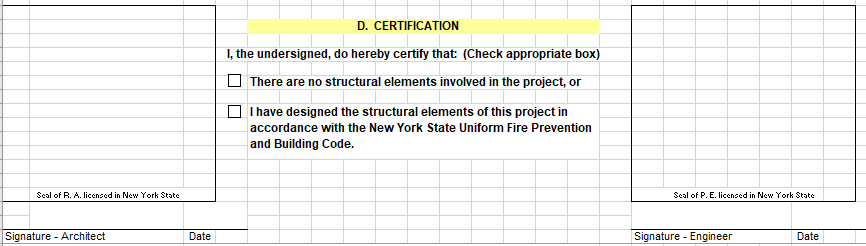 D. CERTIFICATION
I, the undersigned, do hereby certify that: (Check appropriate box)
There are no structural elements involved in the project, or
I have designed the structural elements of this project in
accordance with the New York State Uniform Fire Prevention
and Building Code.
Seal of R. A. licensed in New York State
Seal of P. E. licensed in New York State
Signature - Architect Date
Signature - Engineer Date